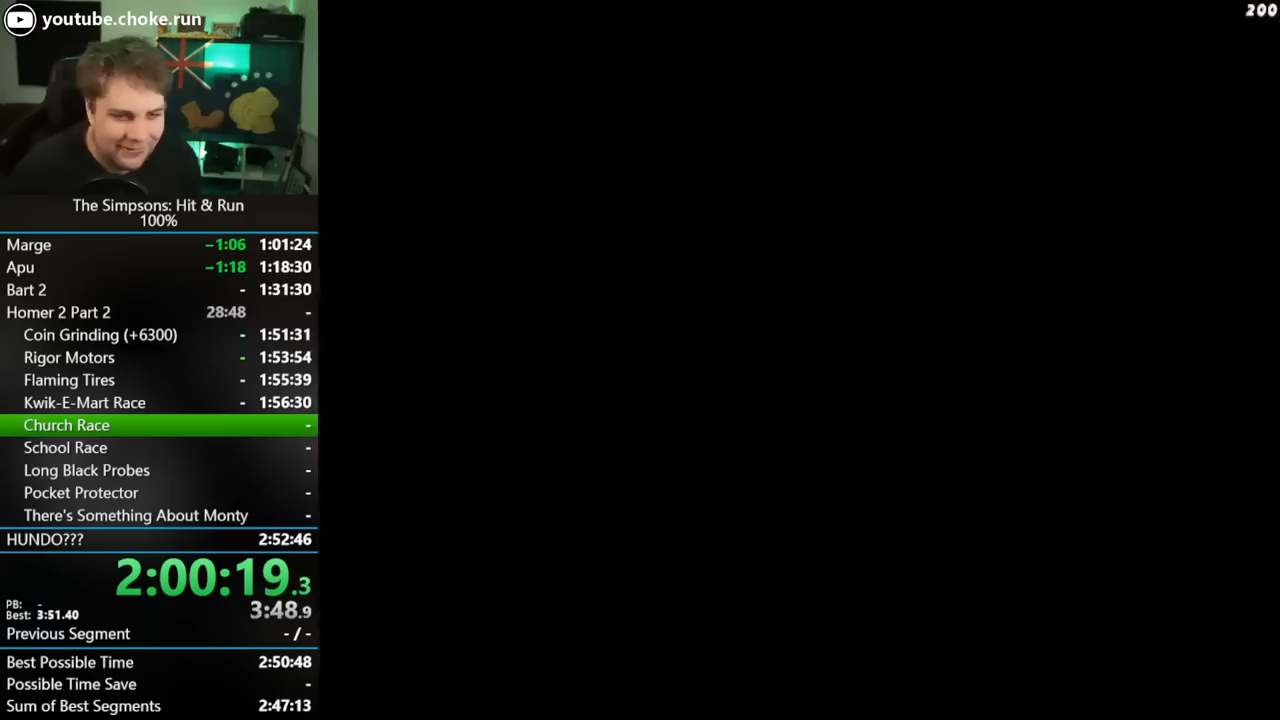 youtube.choke.run
200
The Simpsons: Hit & Run
100%
Marge −1:06 1:01:24
Apu −1:18 1:18:30
Bart 2 - 1:31:30
Homer 2 Part 2 28:48 -
Coin Grinding (+6300) - 1:51:31
Rigor Motors - 1:53:54
Flaming Tires - 1:55:39
Kwik-E-Mart Race - 1:56:30
Church Race -
School Race -
Long Black Probes -
Pocket Protector -
There's Something About Monty -
HUNDO??? 2:52:46
2:00:19.3
PB: -
Best: 3:51.40 3:48.9
Previous Segment - / -
Best Possible Time 2:50:48
Possible Time Save -
Sum of Best Segments 2:47:13